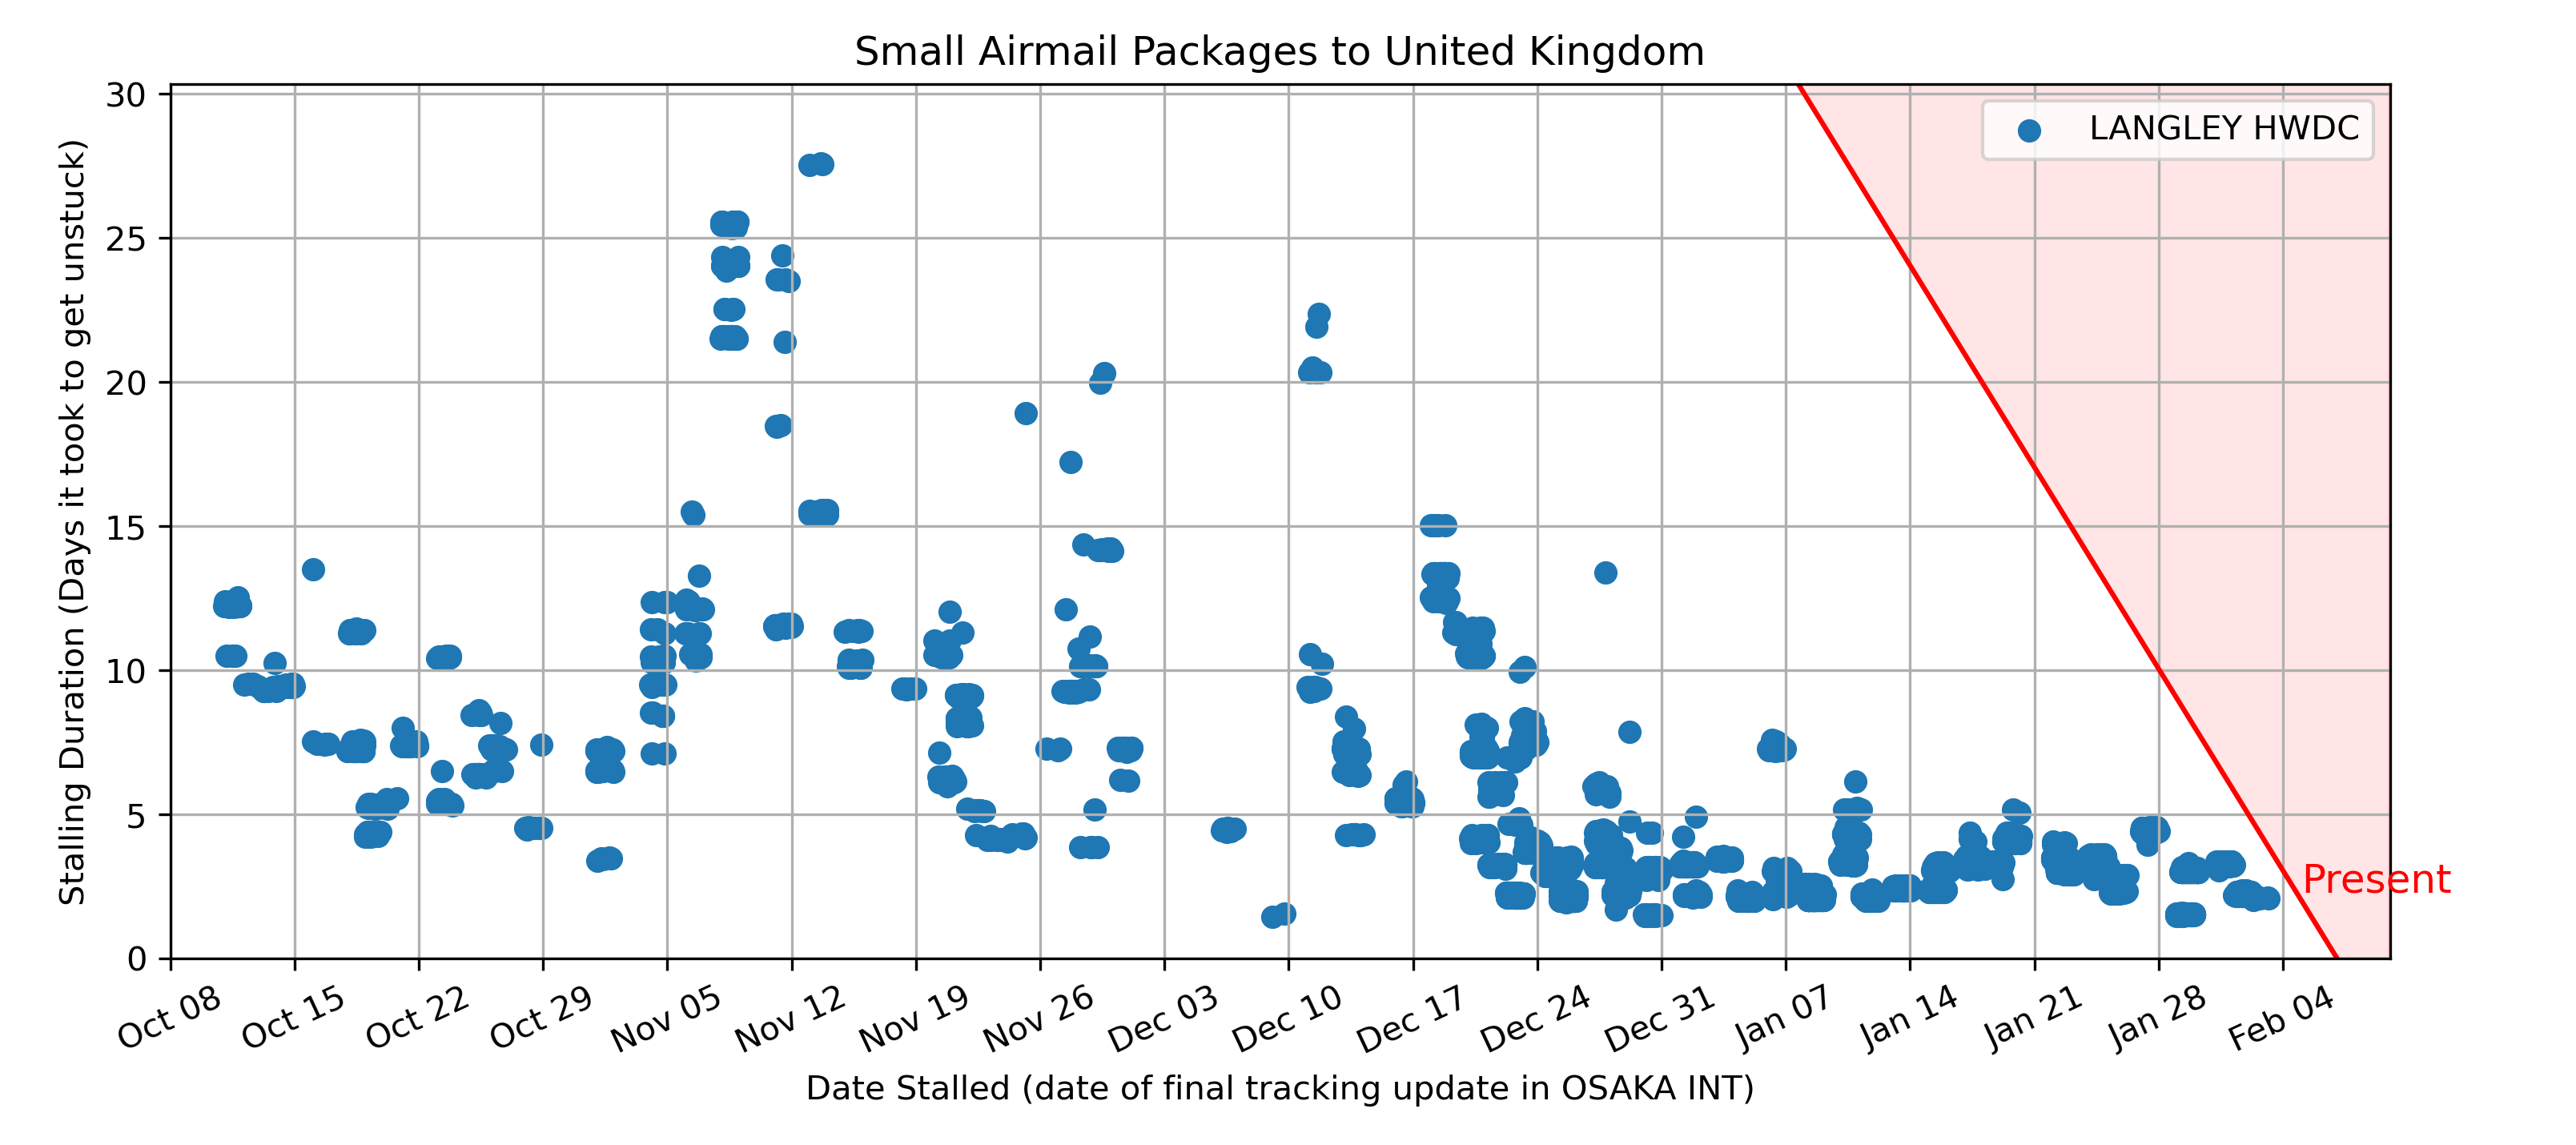 Small Airmail Packages to United Kingdom
Stalling Duration (Days it took to get unstuck)
30
25
20
15
10
5
0
LANGLEY HWDC
Present
Oct 08
Oct 15
Oct 22
Oct 29
Nov 05
Nov 12
Nov 19
Nov 26
Dec 03
Dec 10
Dec 17
Dec 24
Dec 31
Jan 07
Jan 14
Jan 21
Jan 28
Feb 04
Date Stalled (date of final tracking update in OSAKA INT)